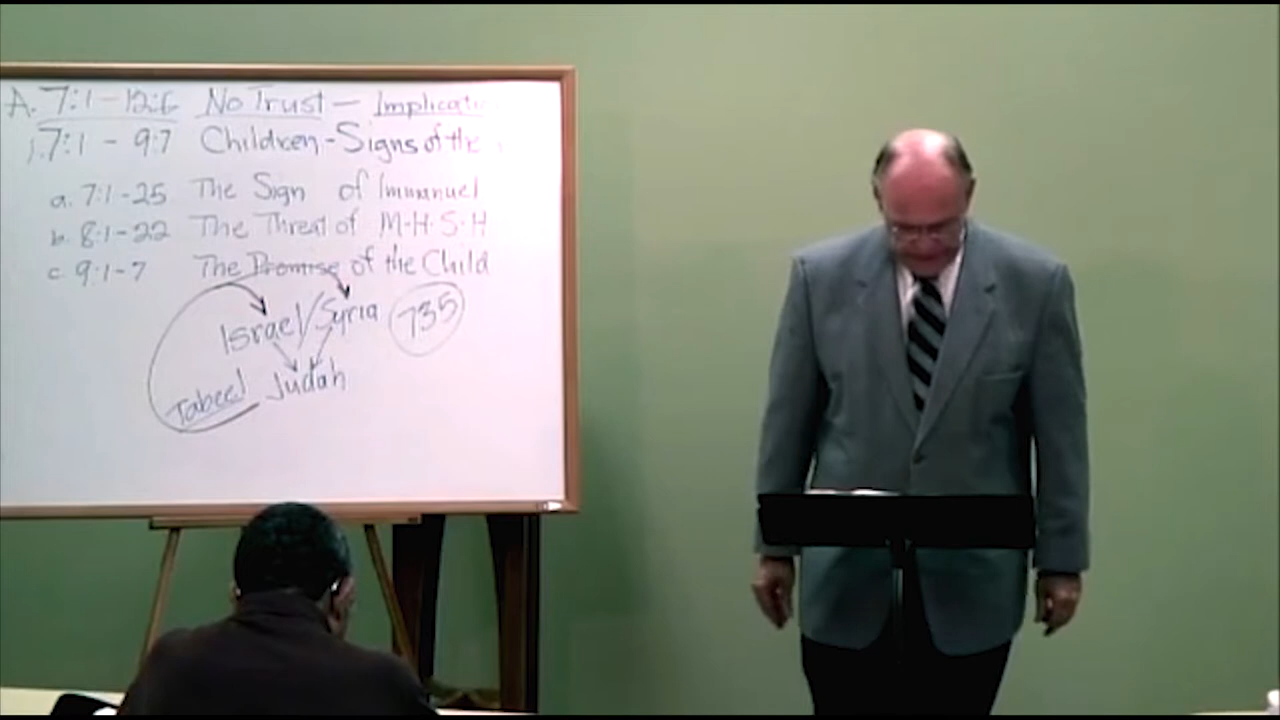 A. 7:1 - 12:6 No Trust - Implicati
1. 7:1 - 9:7 Children - Signs of the
a. 7:1-25 The Sign of Immanuel
b. 8:1-22 The Threat of M-H-S-H
c. 9:1-7 The Promise of the Child
Israel/Syria 735
Tabeel Judah